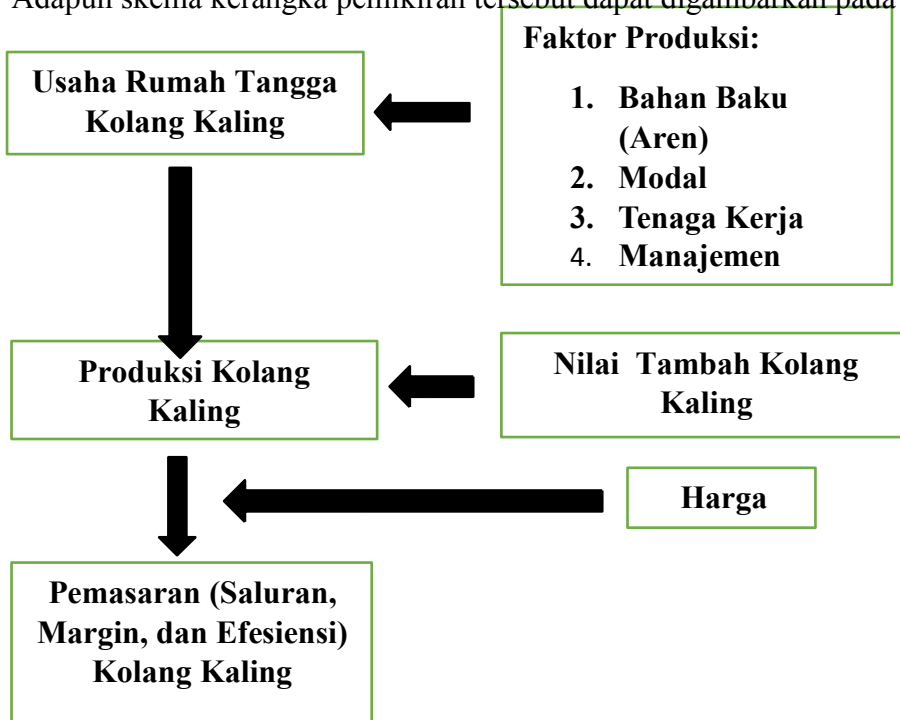 Adapun skema kerangka pemikiran tersebut dapat digambarkan pada
Faktor Produksi:
Usaha Rumah Tangga
Kolang Kaling
1. Bahan Baku
(Aren)
2. Modal
3. Tenaga Kerja
4. Manajemen
Produksi Kolang
Kaling
Nilai Tambah Kolang
Kaling
Harga
Pemasaran (Saluran,
Margin, dan Efesiensi)
Kolang Kaling